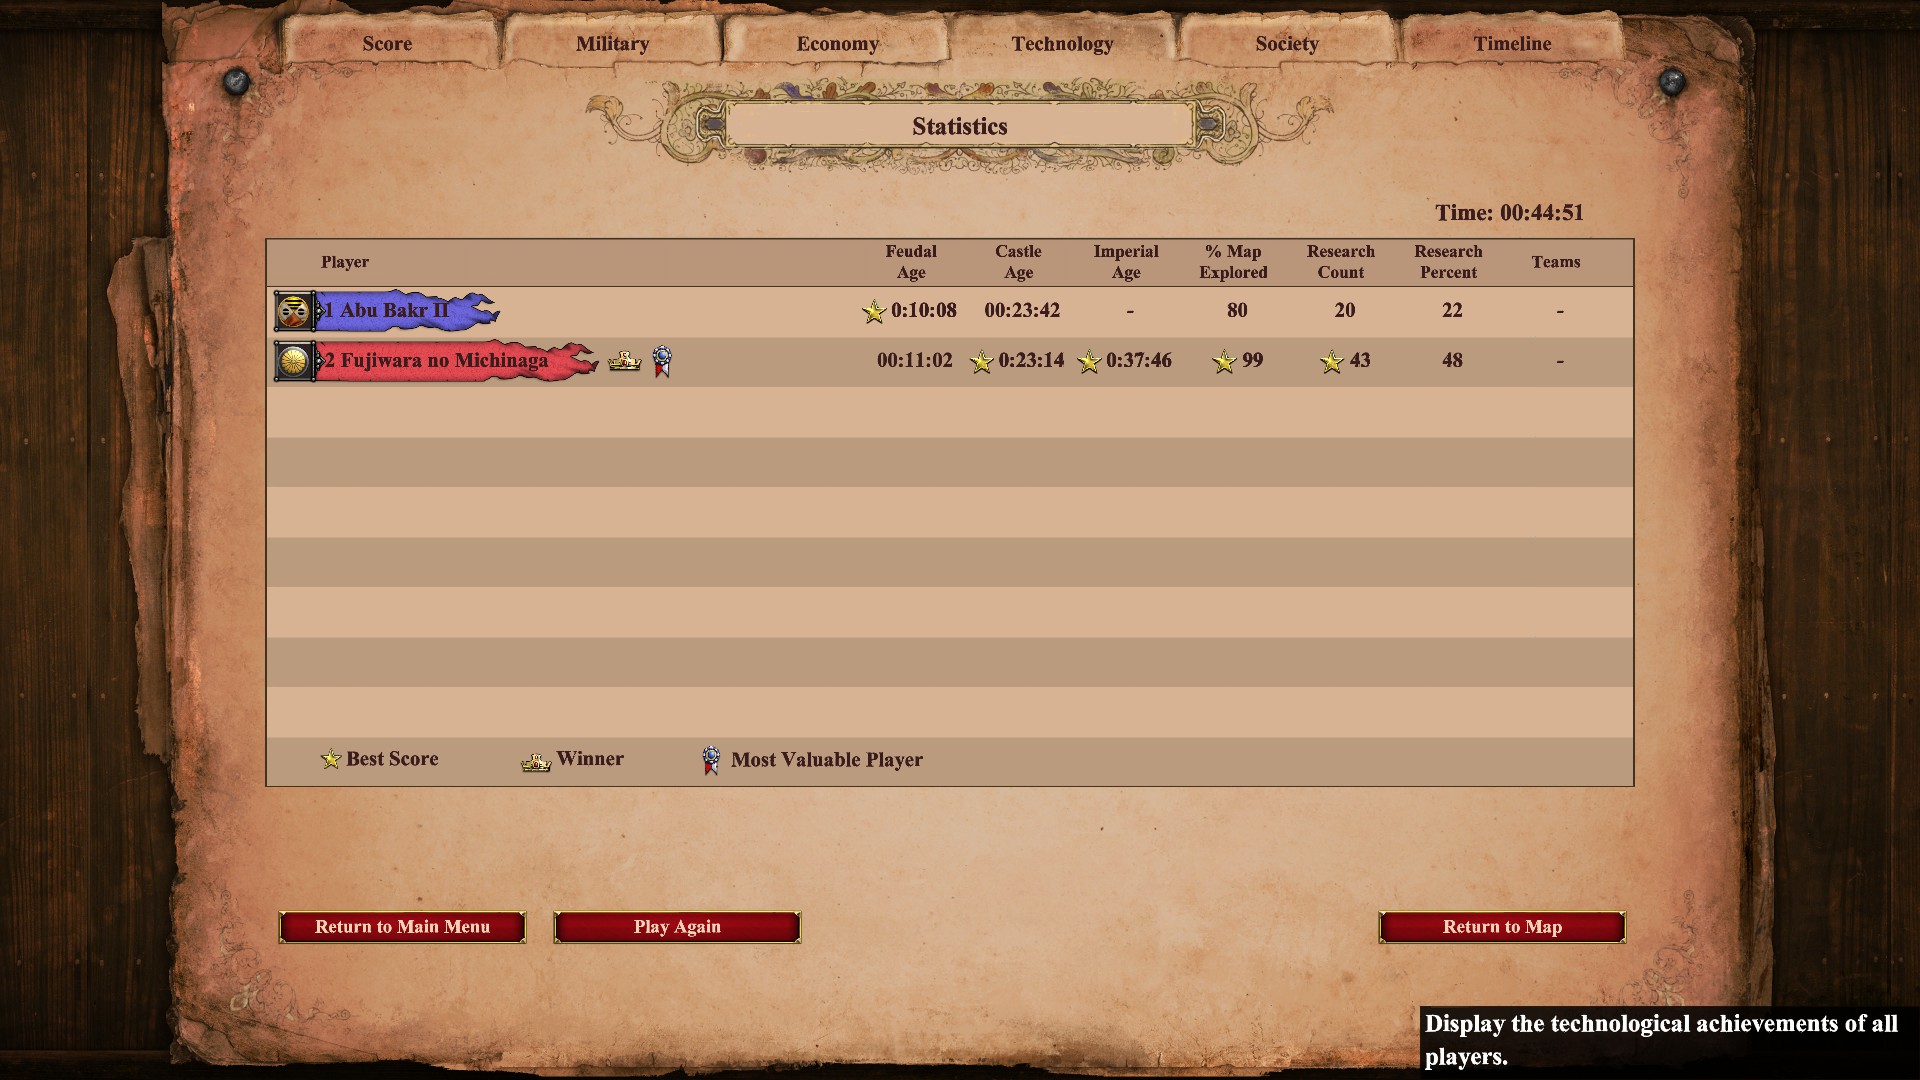 Score Military Economy Technology Society Timeline
Statistics
Time: 00:44:51
Player Feudal Age Castle Age Imperial Age % Map Explored Research Count Research Percent Teams
1 Abu Bakr II 0:10:08 00:23:42 - 80 20 22 -
2 Fujiwara no Michinaga 00:11:02 0:23:14 0:37:46 99 43 48 -
Best Score Winner Most Valuable Player
Return to Main Menu Play Again Return to Map
Display the technological achievements of all
players.